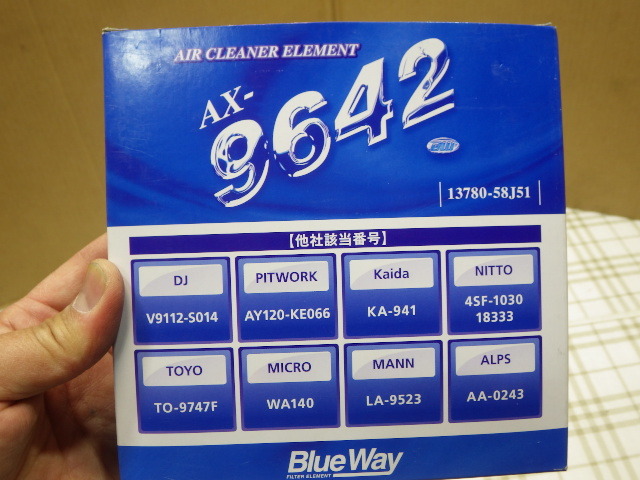 AIR CLEANER ELEMENT
AX-
9642
BW
13780-58J51
【他社該当番号】
DJ
V9112-S014
PITWORK
AY120-KE066
Kaida
KA-941
NITTO
4SF-1030
18333
TOYO
TO-9747F
MICRO
WA140
MANN
LA-9523
ALPS
AA-0243
BlueWay
FILTER ELEMENT